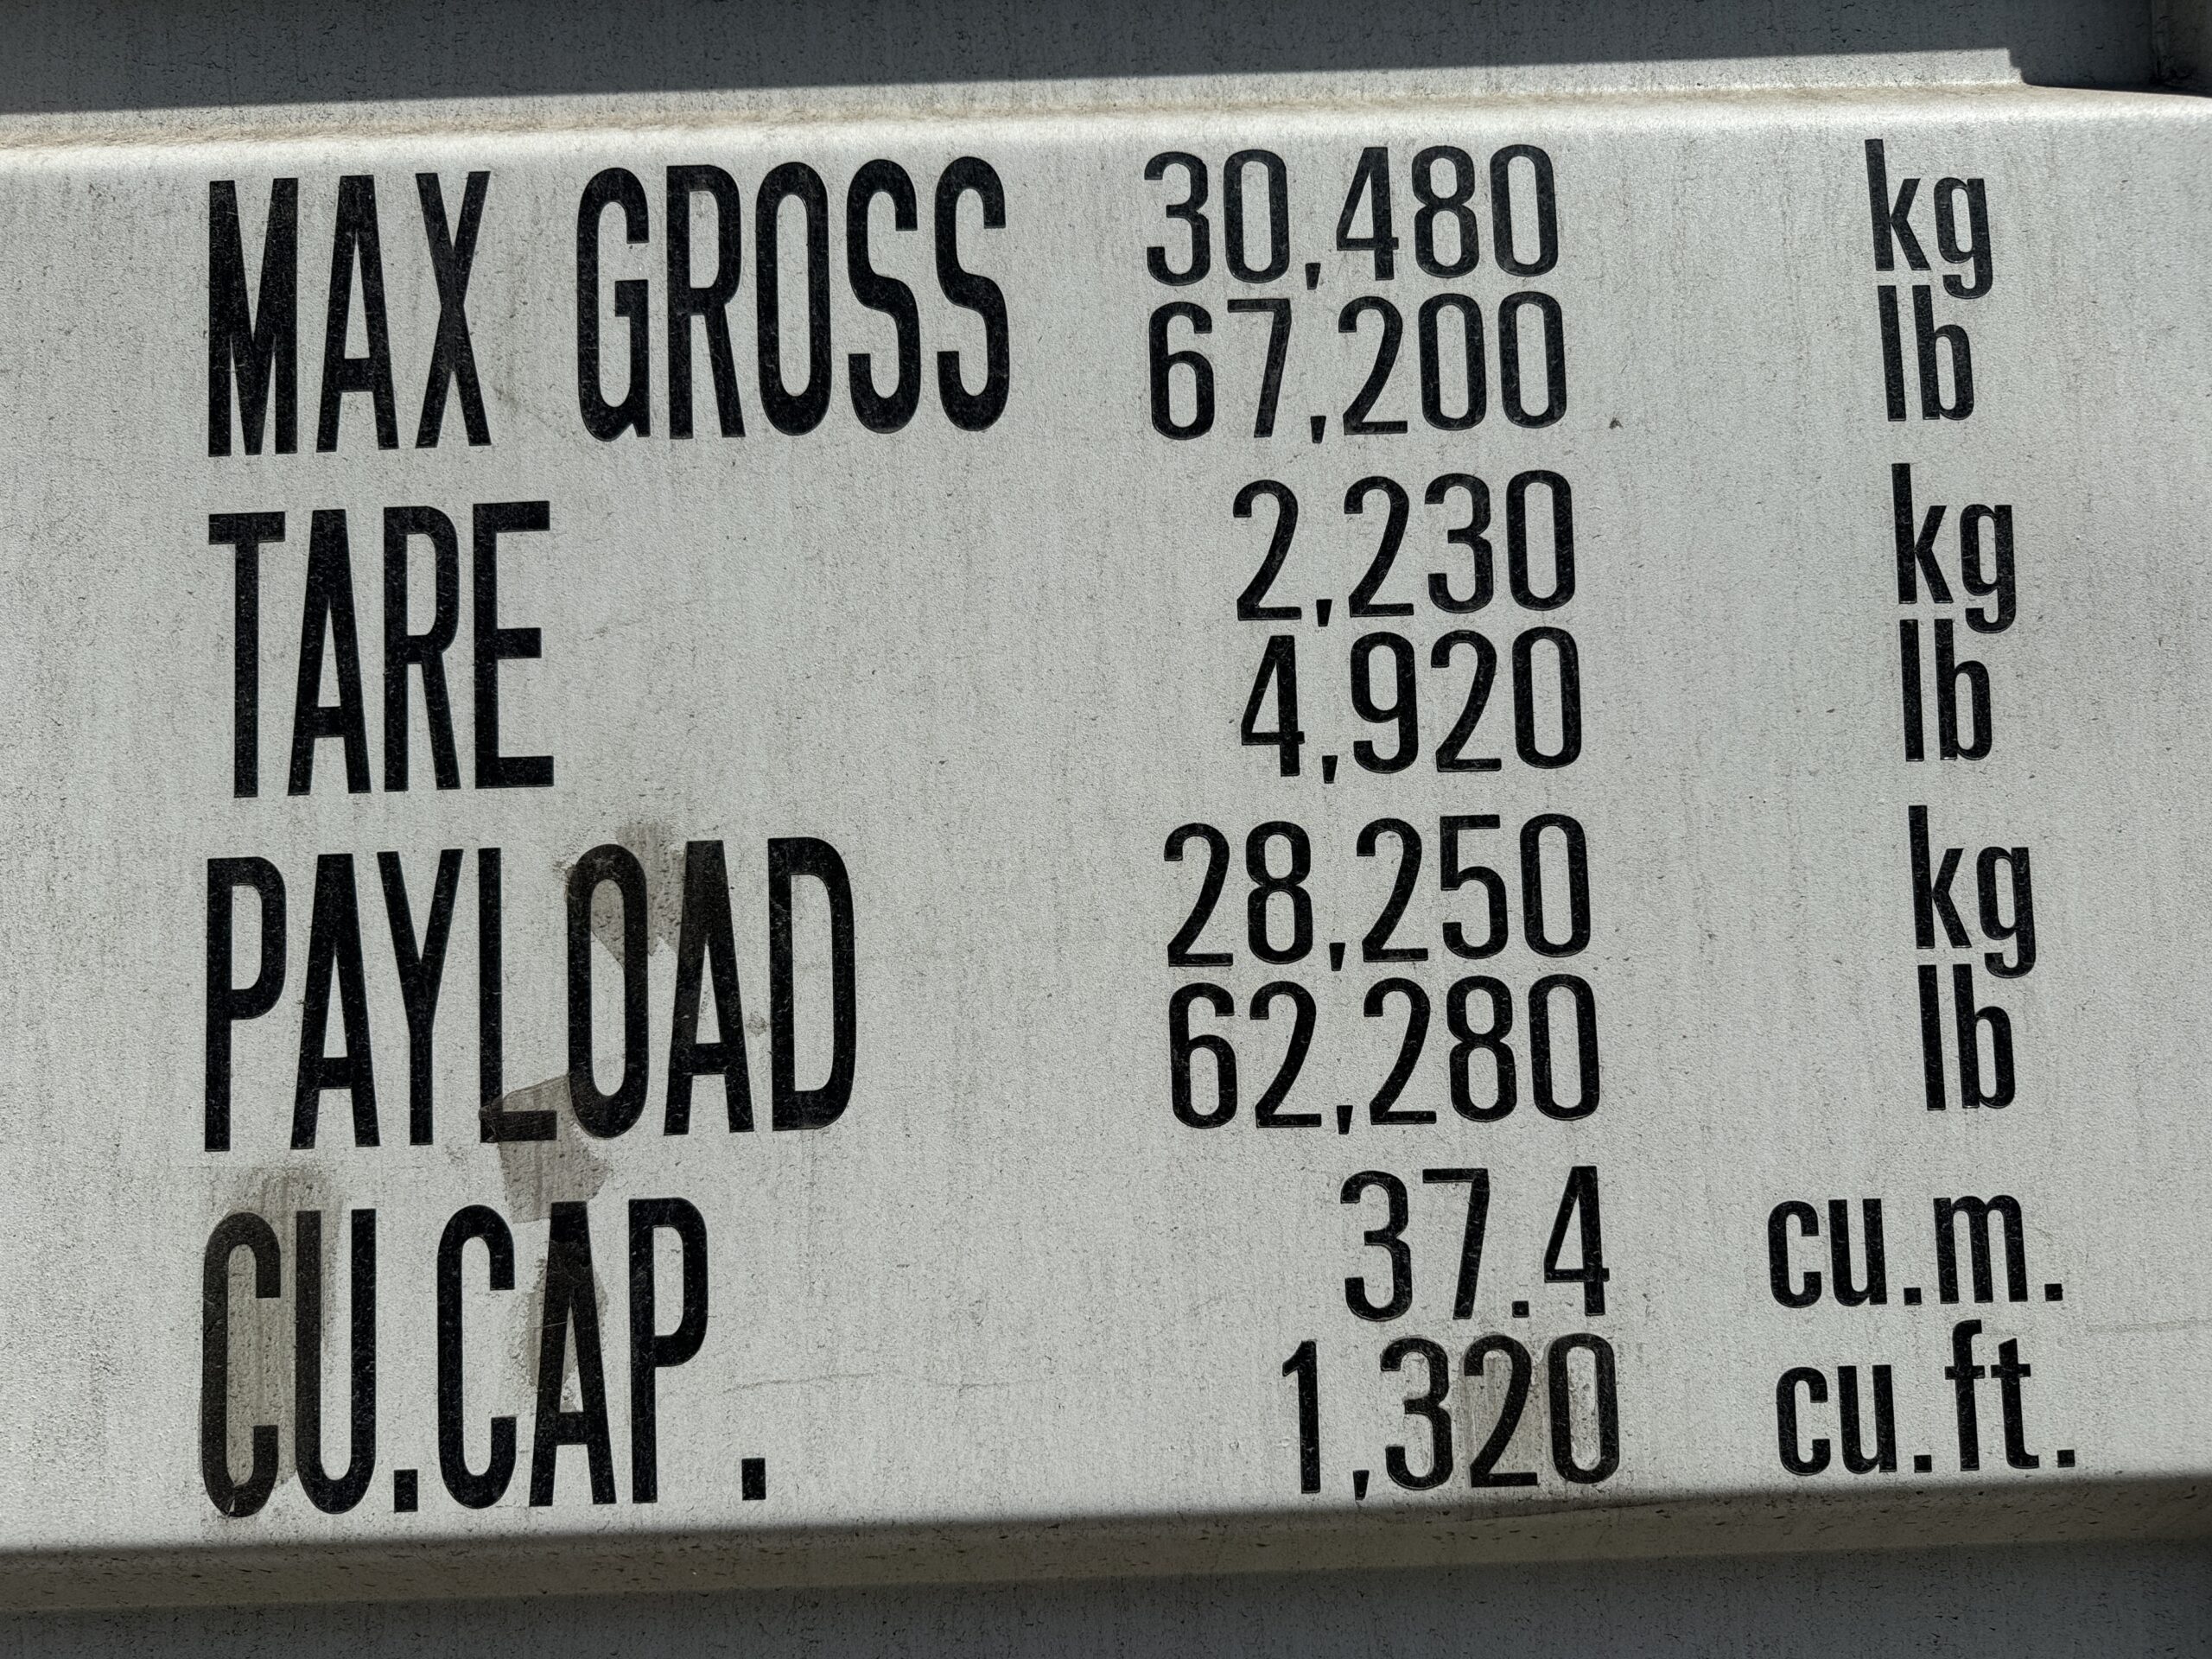 MAX GROSS 30,480 kg
67,200 lb
TARE 2,230 kg
4,920 lb
PAYLOAD 28,250 kg
62,280 lb
CU.CAP. 37.4 cu.m.
1,320 cu.ft.